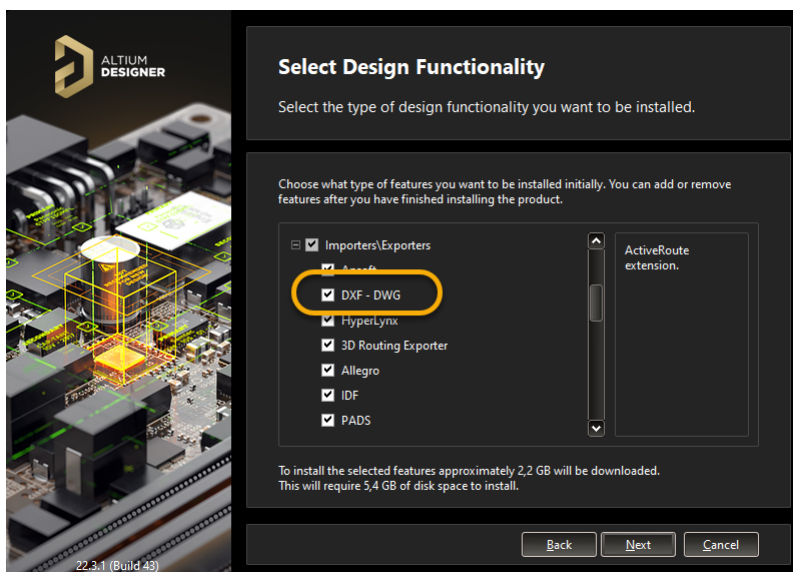 ALTIUM
DESIGNER
Select Design Functionality
Select the type of design functionality you want to be installed.
Choose what type of features you want to be installed initially. You can add or remove
features after you have finished installing the product.
Importers\Exporters
Ansoft
DXF - DWG
HyperLynx
3D Routing Exporter
Allegro
IDF
PADS
ActiveRoute
extension.
To install the selected features approximately 2,2 GB will be downloaded.
This will require 5,4 GB of disk space to install.
Back
Next
Cancel
22.3.1 (Build 43)